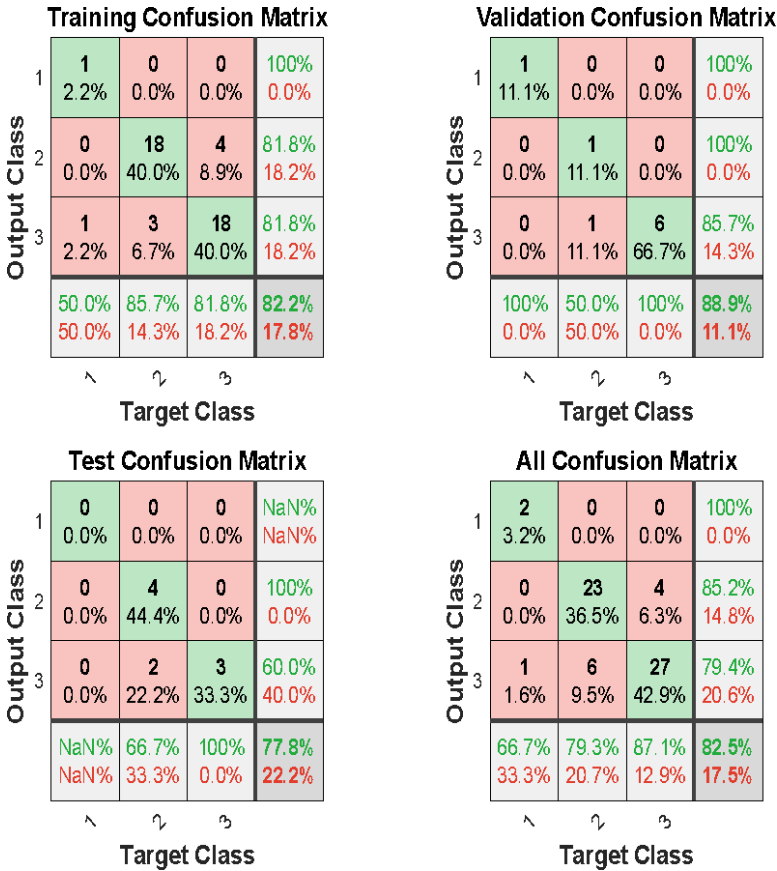 Training Confusion Matrix
1 0 0 100%
1
2.2% 0.0% 0.0% 0.0%
0 18 4 81.8%
2
0.0% 40.0% 8.9% 18.2%
1 3 18 81.8%
3
2.2% 6.7% 40.0% 18.2%
50.0% 85.7% 81.8% 82.2%
50.0% 14.3% 18.2% 17.8%
1 2 3
Target Class
Output Class
Validation Confusion Matrix
1 0 0 100%
1
11.1% 0.0% 0.0% 0.0%
0 1 0 100%
2
0.0% 11.1% 0.0% 0.0%
0 1 6 85.7%
3
0.0% 11.1% 66.7% 14.3%
100% 50.0% 100% 88.9%
0.0% 50.0% 0.0% 11.1%
1 2 3
Target Class
Output Class
Test Confusion Matrix
0 0 0 NaN%
1
0.0% 0.0% 0.0% NaN%
0 4 0 100%
2
0.0% 44.4% 0.0% 0.0%
0 2 3 60.0%
3
0.0% 22.2% 33.3% 40.0%
NaN% 66.7% 100% 77.8%
NaN% 33.3% 0.0% 22.2%
1 2 3
Target Class
Output Class
All Confusion Matrix
2 0 0 100%
1
3.2% 0.0% 0.0% 0.0%
0 23 4 85.2%
2
0.0% 36.5% 6.3% 14.8%
1 6 27 79.4%
3
1.6% 9.5% 42.9% 20.6%
66.7% 79.3% 87.1% 82.5%
33.3% 20.7% 12.9% 17.5%
1 2 3
Target Class
Output Class